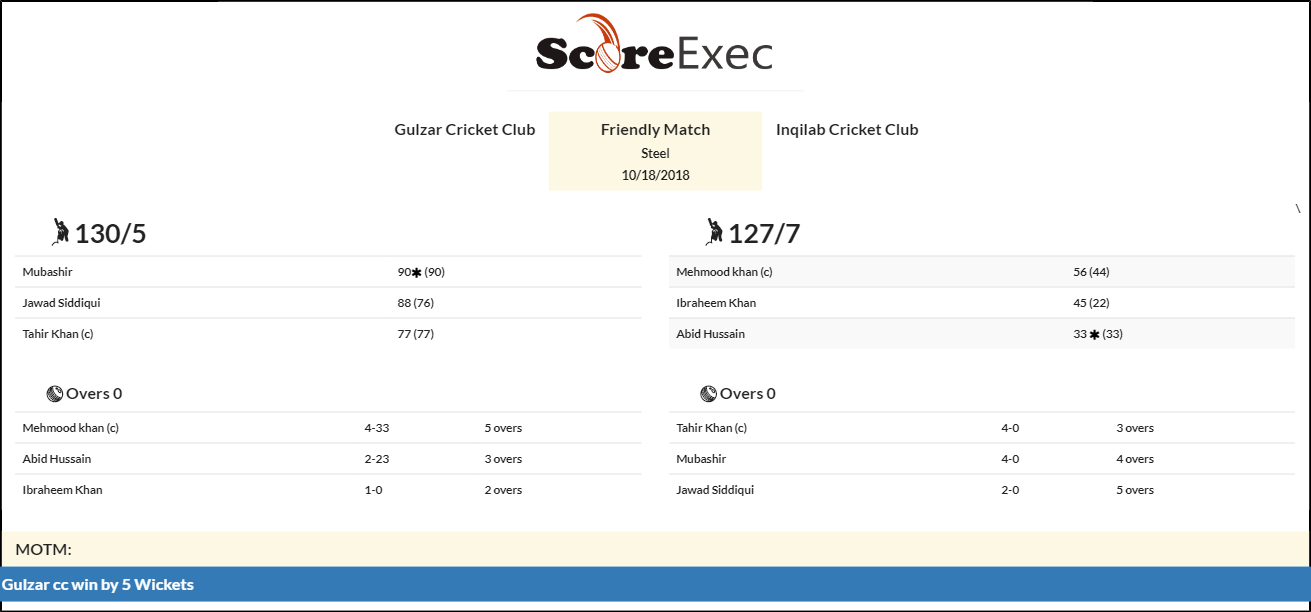 ScoreExec
Gulzar Cricket Club
Friendly Match
Steel
10/18/2018
Inqilab Cricket Club
\
130/5
Mubashir 90✱ (90)
Jawad Siddiqui 88 (76)
Tahir Khan (c) 77 (77)
Overs 0
Mehmood khan (c) 4-33 5 overs
Abid Hussain 2-23 3 overs
Ibraheem Khan 1-0 2 overs
127/7
Mehmood khan (c) 56 (44)
Ibraheem Khan 45 (22)
Abid Hussain 33 ✱ (33)
Overs 0
Tahir Khan (c) 4-0 3 overs
Mubashir 4-0 4 overs
Jawad Siddiqui 2-0 5 overs
MOTM:
Gulzar cc win by 5 Wickets